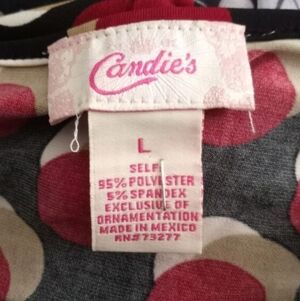 Candie's
L
SELF
95% POLYESTER
5% SPANDEX
EXCLUSIVE OF
ORNAMENTATION
MADE IN MEXICO
RN#73277